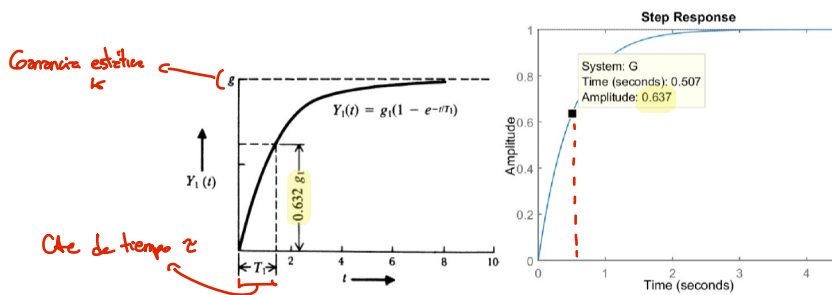 Ganancia estática
K
g
Y₁(t) = g₁(1 − e^−t/T₁)
Y₁ (t)
0.632 g₁
Cte de tiempo τ
T₁
2
4
6
8
10
t
Step Response
System: G
Time (seconds): 0.507
Amplitude: 0.637
Amplitude
1
0.8
0.6
0.4
0.2
0
0
1
2
3
4
Time (seconds)